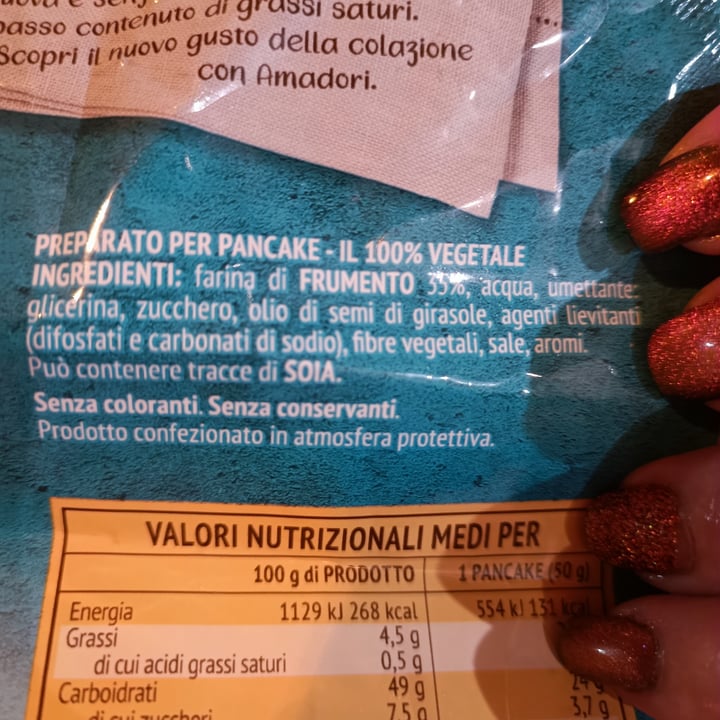 basso contenuto di grassi saturi.
Scopri il nuovo gusto della colazione
con Amadori.
PREPARATO PER PANCAKE - IL 100% VEGETALE
INGREDIENTI: farina di FRUMENTO 35%, acqua, umettante:
glicerina, zucchero, olio di semi di girasole, agenti lievitanti
(difosfati e carbonati di sodio), fibre vegetali, sale, aromi.
Può contenere tracce di SOIA.
Senza coloranti. Senza conservanti.
Prodotto confezionato in atmosfera protettiva.
VALORI NUTRIZIONALI MEDI PER
100 g di PRODOTTO 1 PANCAKE (50 g)
Energia 1129 kJ 268 kcal 554 kJ 131 kcal
Grassi 4,5 g
di cui acidi grassi saturi 0,5 g
Carboidrati 49 g 24 g
di cui zuccheri 7,5 g 3,7 g